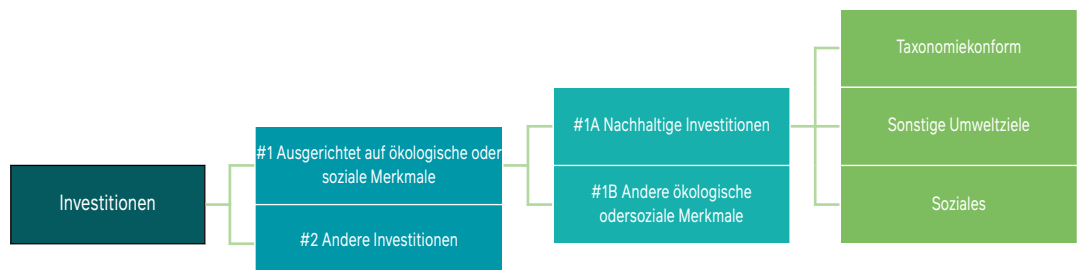 Investitionen
#1 Ausgerichtet auf ökologische oder
soziale Merkmale
#2 Andere Investitionen
#1A Nachhaltige Investitionen
#1B Andere ökologische
odersoziale Merkmale
Taxonomiekonform
Sonstige Umweltziele
Soziales